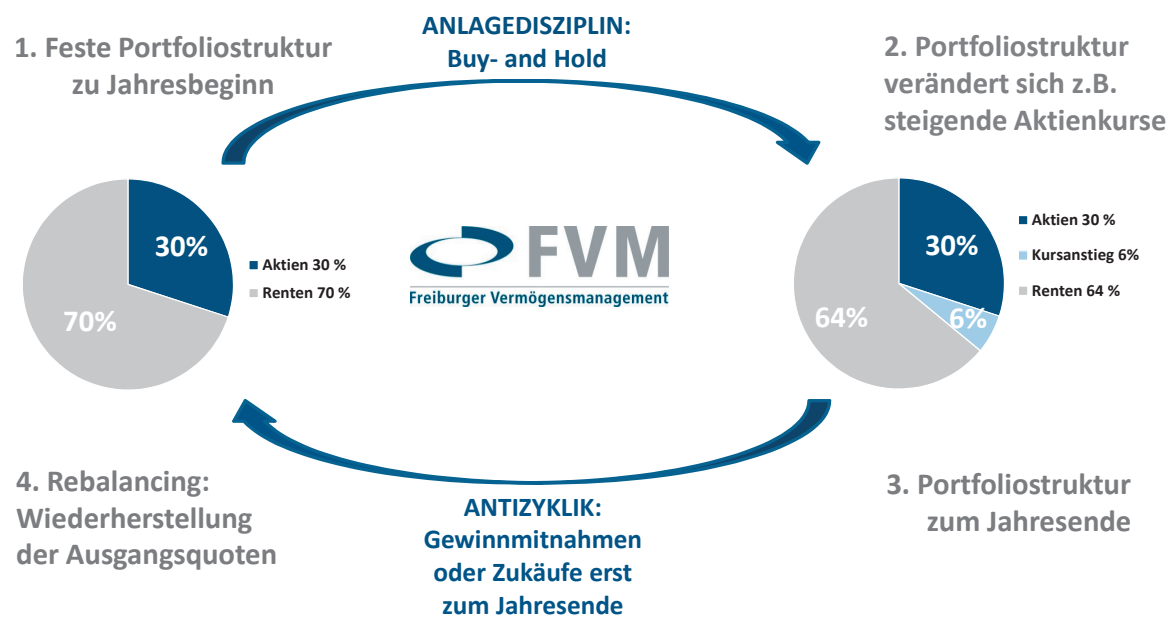 ANLAGEDISZIPLIN:
Buy- and Hold
1. Feste Portfoliostruktur
zu Jahresbeginn
2. Portfoliostruktur
verändert sich z.B.
steigende Aktienkurse
30%
70%
■ Aktien 30 %
■ Renten 70 %
FVM
Freiburger Vermögensmanagement
30%
6%
64%
■ Aktien 30 %
■ Kursanstieg 6%
■ Renten 64 %
3. Portfoliostruktur
zum Jahresende
ANTIZYKLIK:
Gewinnmitnahmen
oder Zukäufe erst
zum Jahresende
4. Rebalancing:
Wiederherstellung
der Ausgangsquoten